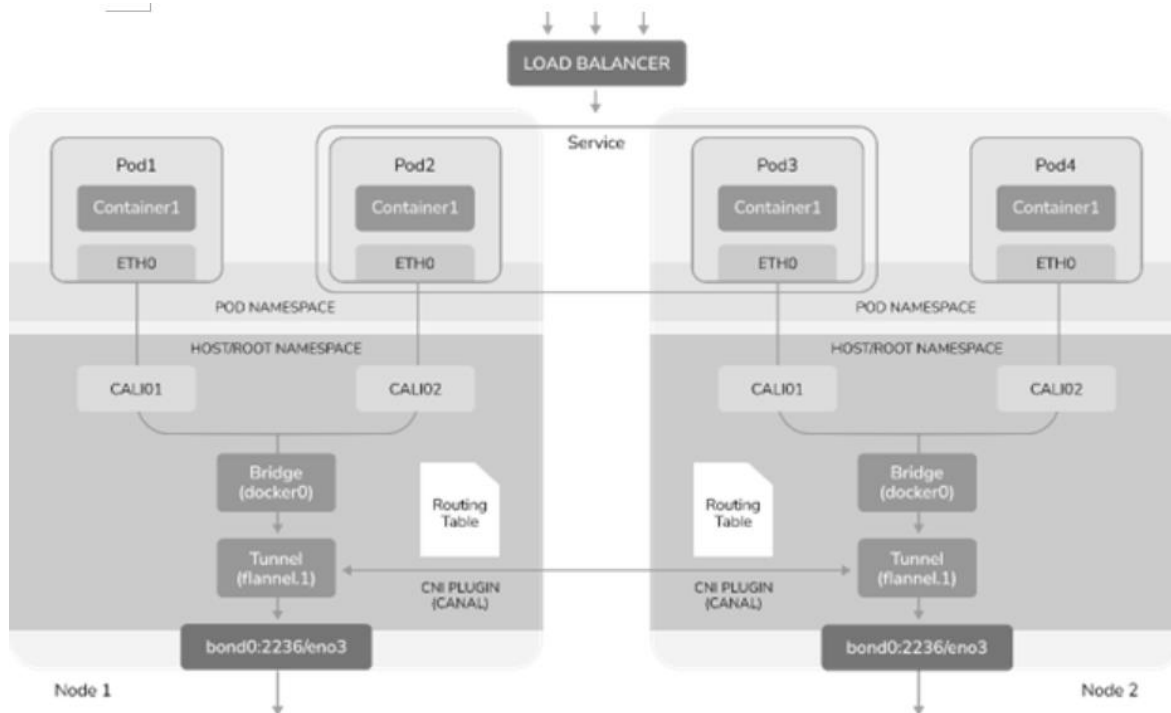 LOAD BALANCER
Service
Pod1
Container1
ETH0
Pod2
Container1
ETH0
Pod3
Container1
ETH0
Pod4
Container1
ETH0
POD NAMESPACE
POD NAMESPACE
HOST/ROOT NAMESPACE
HOST/ROOT NAMESPACE
CALI01
CALI02
CALI01
CALI02
Bridge
(docker0)
Routing
Table
Routing
Table
Bridge
(docker0)
Tunnel
(flannel.1)
CNI PLUGIN
(CANAL)
CNI PLUGIN
(CANAL)
Tunnel
(flannel.1)
bond0:2236/eno3
bond0:2236/eno3
Node 1
Node 2